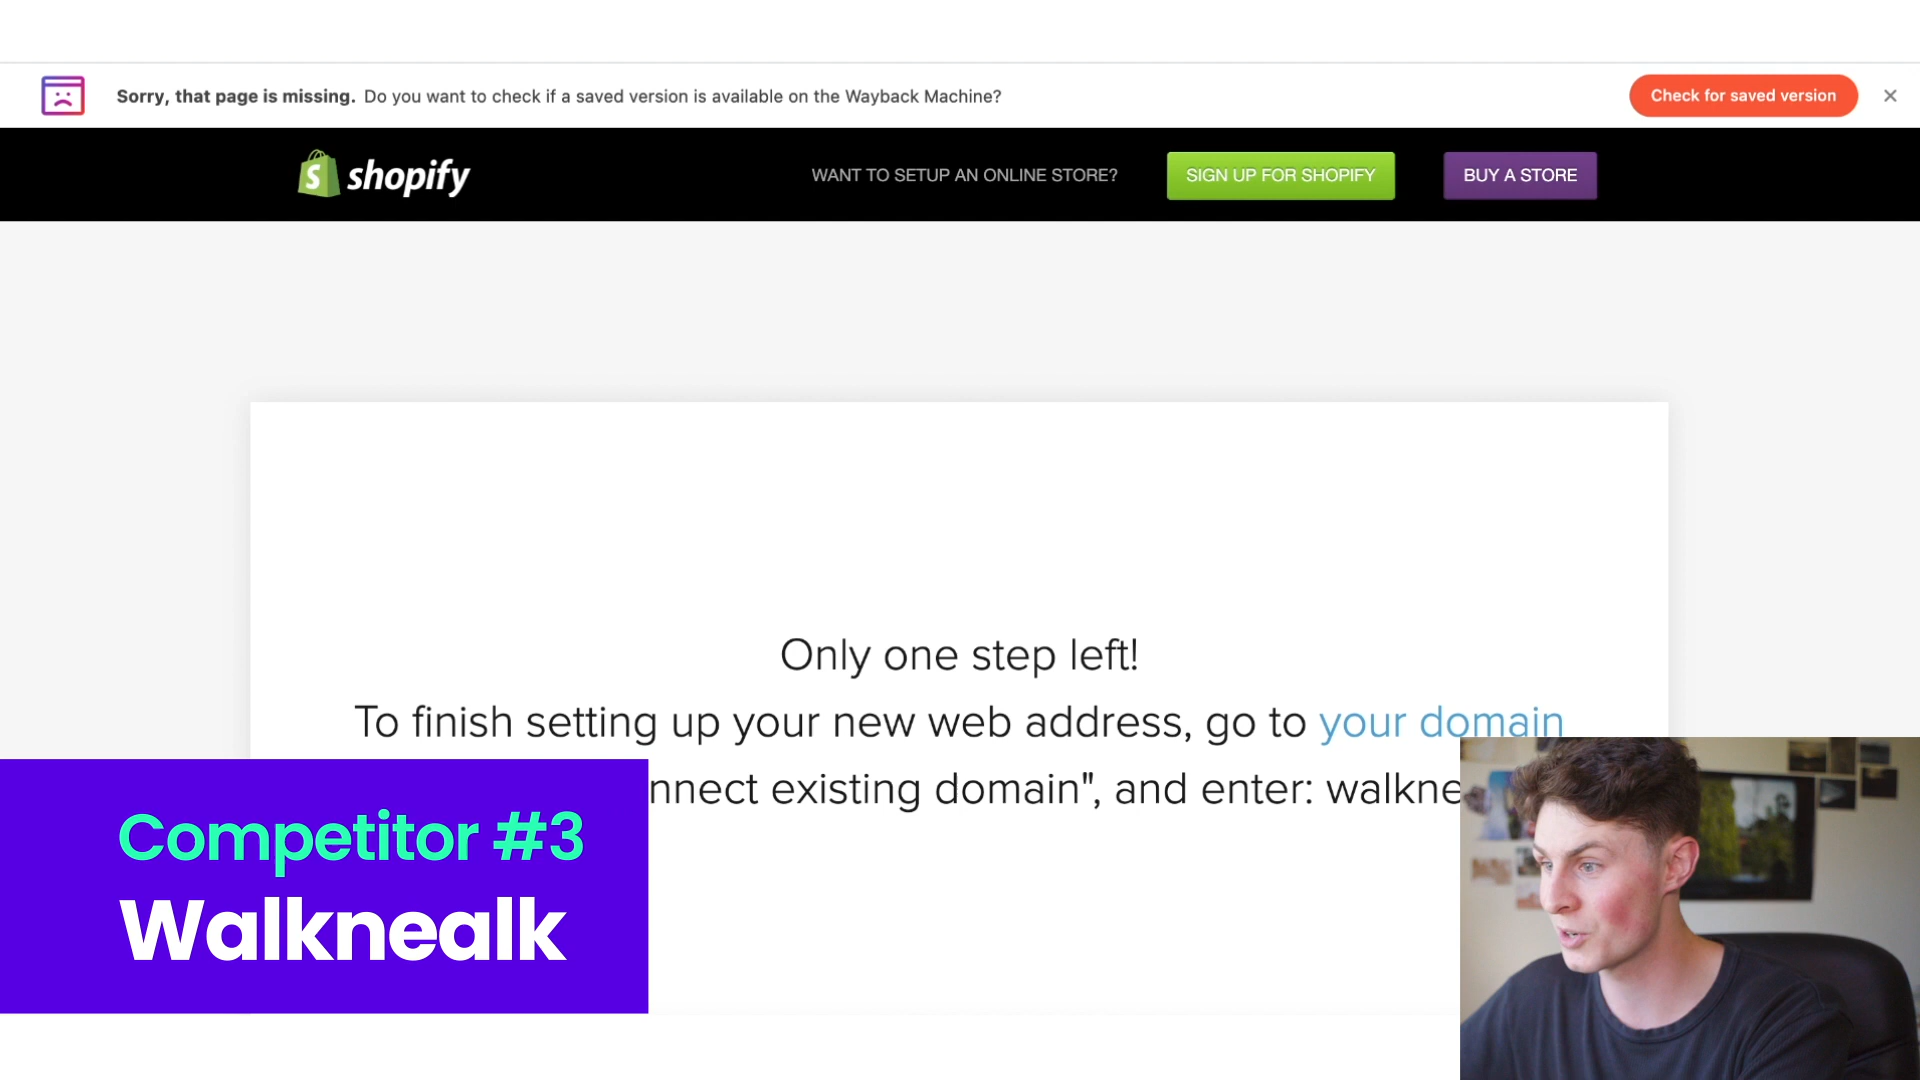 Sorry, that page is missing. Do you want to check if a saved version is available on the Wayback Machine?
Check for saved version
shopify
WANT TO SETUP AN ONLINE STORE?
SIGN UP FOR SHOPIFY
BUY A STORE
Only one step left!
To finish setting up your new web address, go to your domain
existing domain", and enter:
Competitor #3
Walknealk